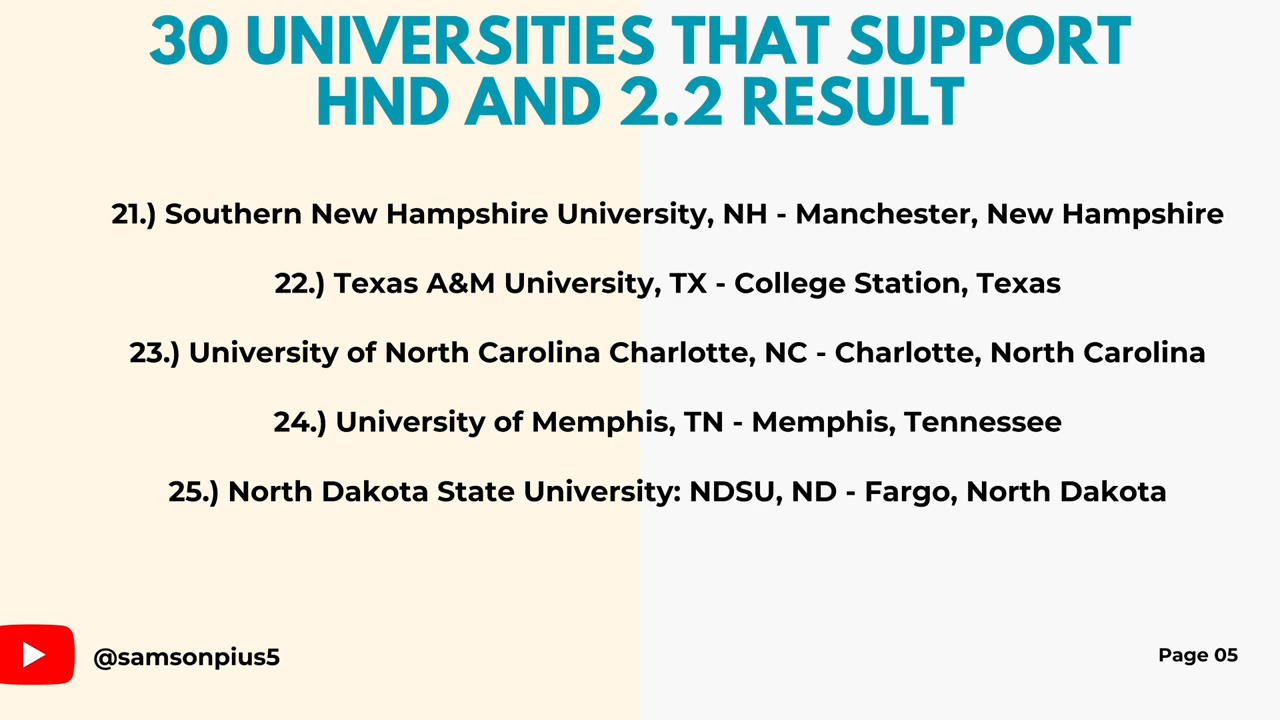 30 UNIVERSITIES THAT SUPPORT
HND AND 2.2 RESULT
21.) Southern New Hampshire University, NH - Manchester, New Hampshire
22.) Texas A&M University, TX - College Station, Texas
23.) University of North Carolina Charlotte, NC - Charlotte, North Carolina
24.) University of Memphis, TN - Memphis, Tennessee
25.) North Dakota State University: NDSU, ND - Fargo, North Dakota
@samsonpius5
Page 05